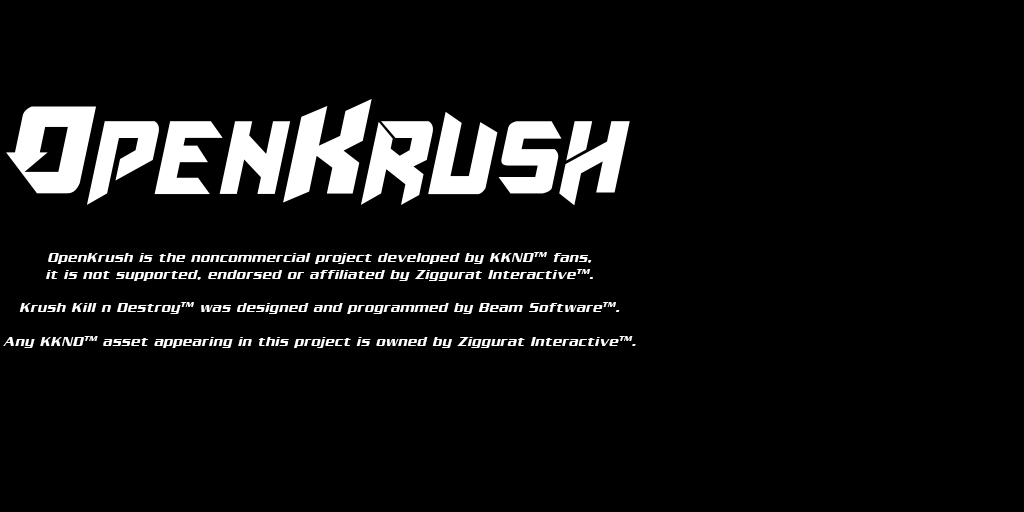 OpenKrush
OpenKrush is the noncommercial project developed by KKND™ fans,
it is not supported, endorsed or affiliated by Ziggurat Interactive™.
Krush Kill n Destroy™ was designed and programmed by Beam Software™.
Any KKND™ asset appearing in this project is owned by Ziggurat Interactive™.